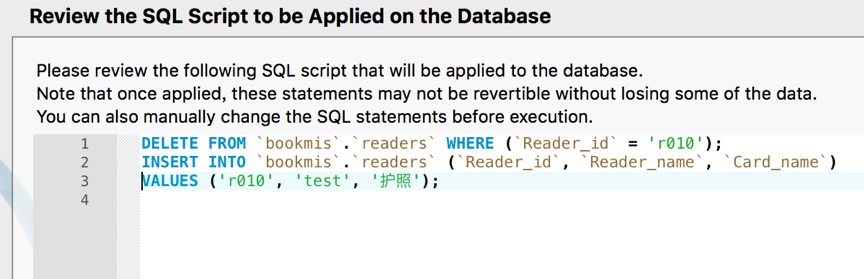 Review the SQL Script to be Applied on the Database
Please review the following SQL script that will be applied to the database.
Note that once applied, these statements may not be revertible without losing some of the data.
You can also manually change the SQL statements before execution.
1 DELETE FROM `bookmis`.`readers` WHERE (`Reader_id` = 'r010');
2 INSERT INTO `bookmis`.`readers` (`Reader_id`, `Reader_name`, `Card_name`)
3 VALUES ('r010', 'test', '护照');
4